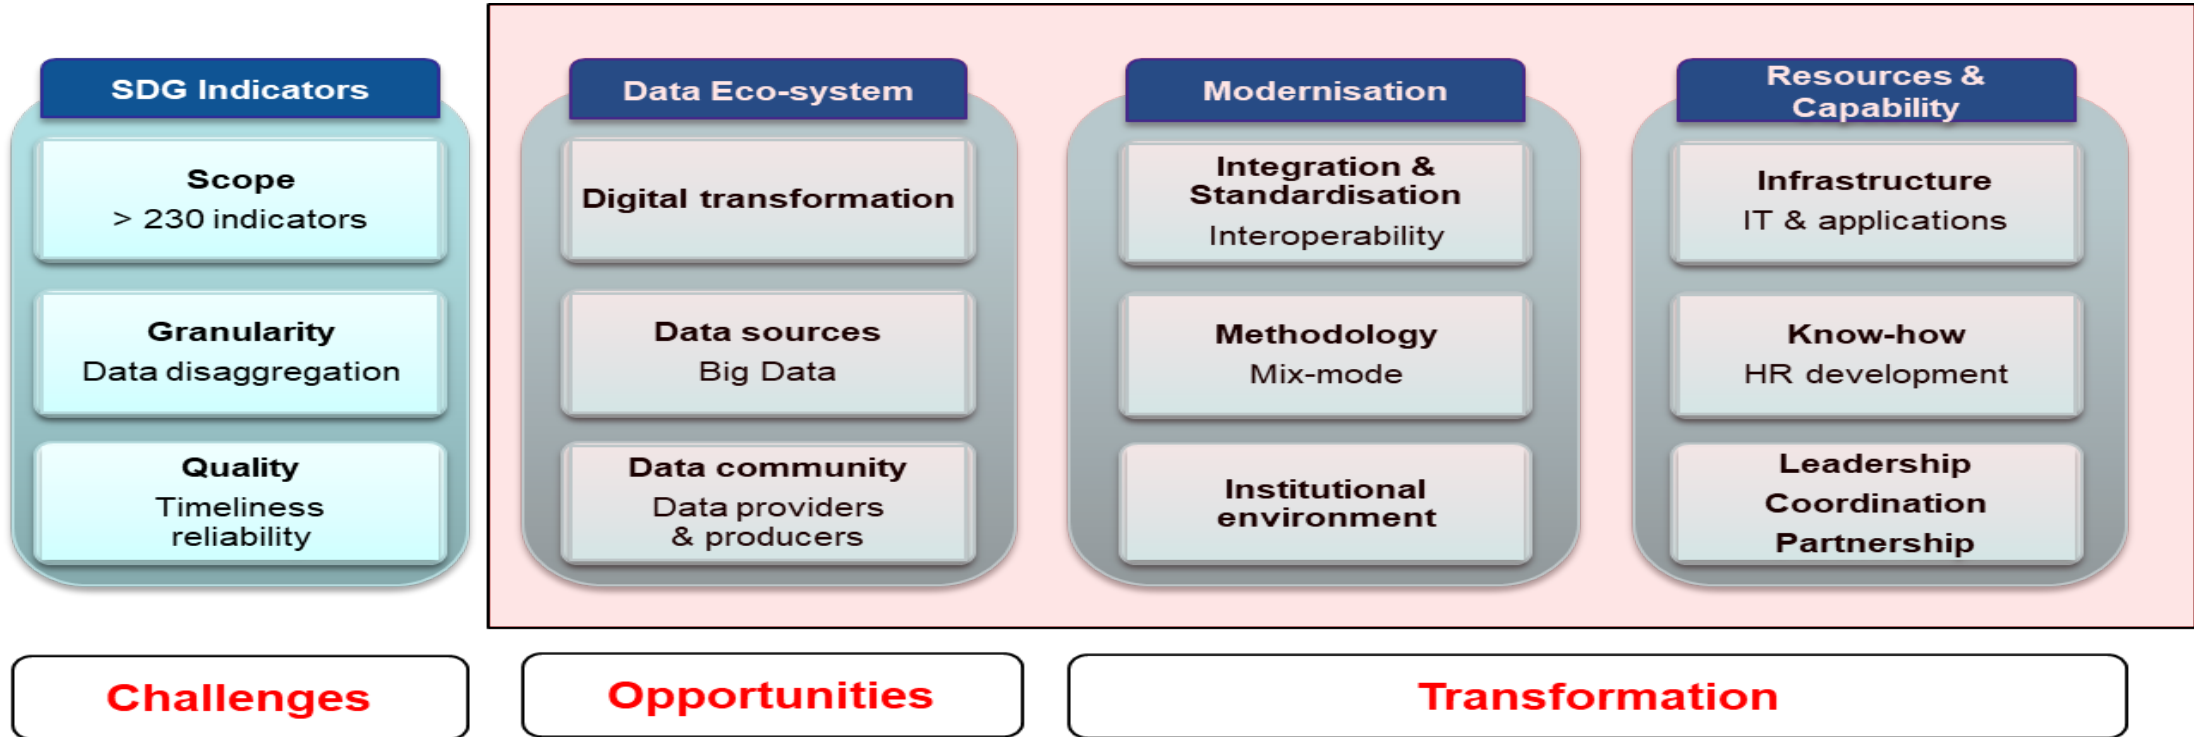 SDG Indicators
Scope
> 230 indicators
Granularity
Data disaggregation
Quality
Timeliness
reliability
Data Eco-system
Digital transformation
Data sources
Big Data
Data community
Data providers
& producers
Modernisation
Integration &
Standardisation
Interoperability
Methodology
Mix-mode
Institutional
environment
Resources &
Capability
Infrastructure
IT & applications
Know-how
HR development
Leadership
Coordination
Partnership
Challenges
Opportunities
Transformation